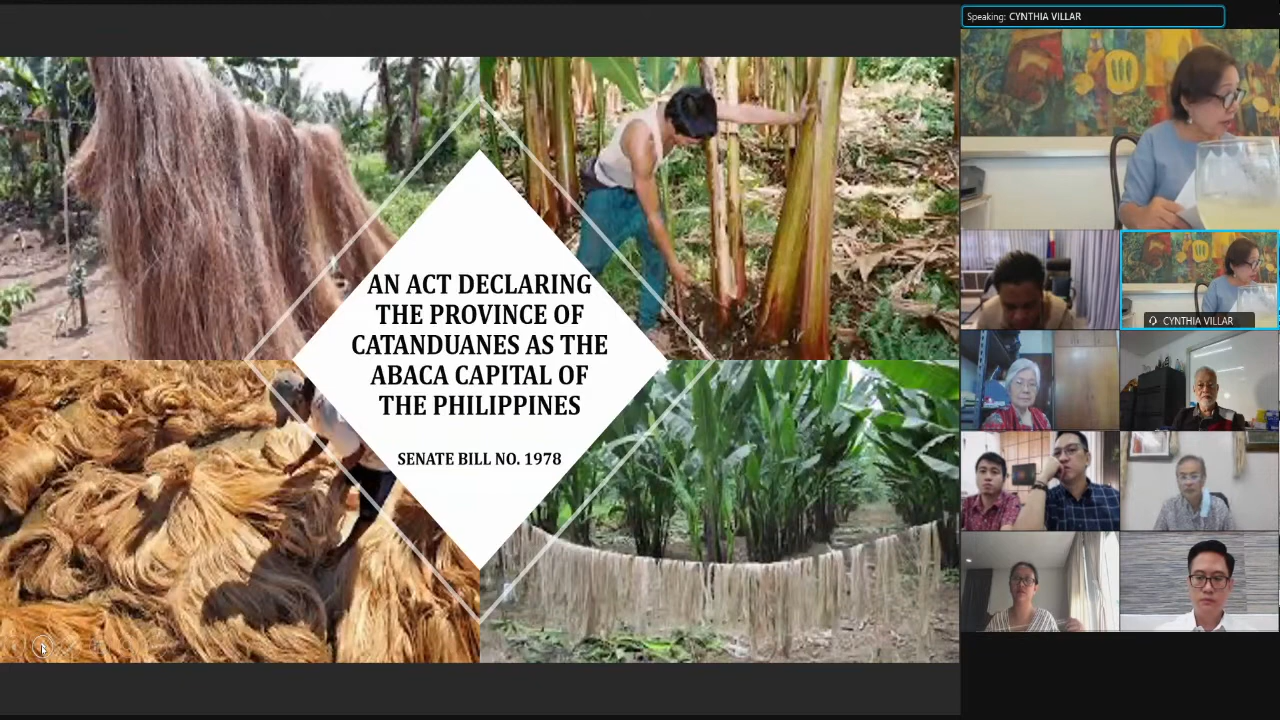 Speaking: CYNTHIA VILLAR
AN ACT DECLARING
THE PROVINCE OF
CATANDUANES AS THE
ABACA CAPITAL OF
THE PHILIPPINES
SENATE BILL NO. 1978
CYNTHIA VILLAR